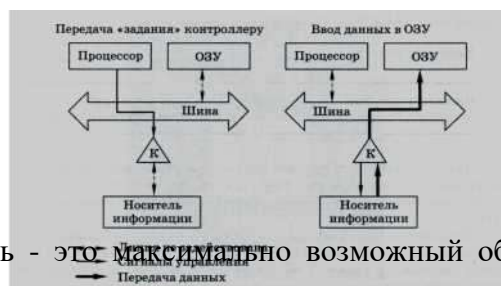 Передача «задания» контроллеру
Ввод данных в ОЗУ
Процессор
ОЗУ
Процессор
ОЗУ
Шина
Шина
К
К
Носитель информации
Носитель информации
ь - это максимально возможный об
Сигналы управления
Передача данных